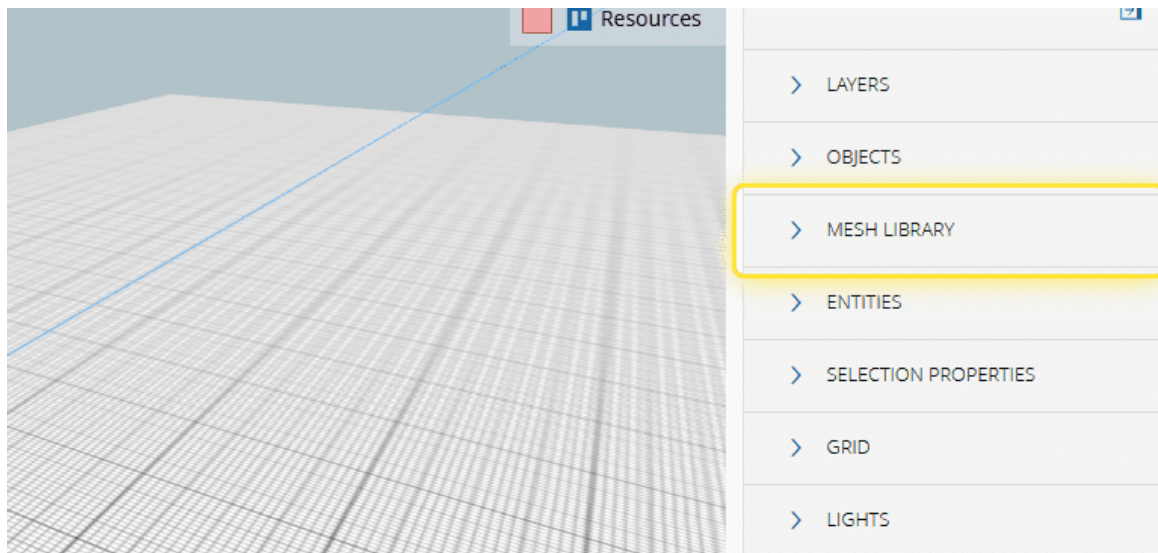 Resources
LAYERS
OBJECTS
MESH LIBRARY
ENTITIES
SELECTION PROPERTIES
GRID
LIGHTS